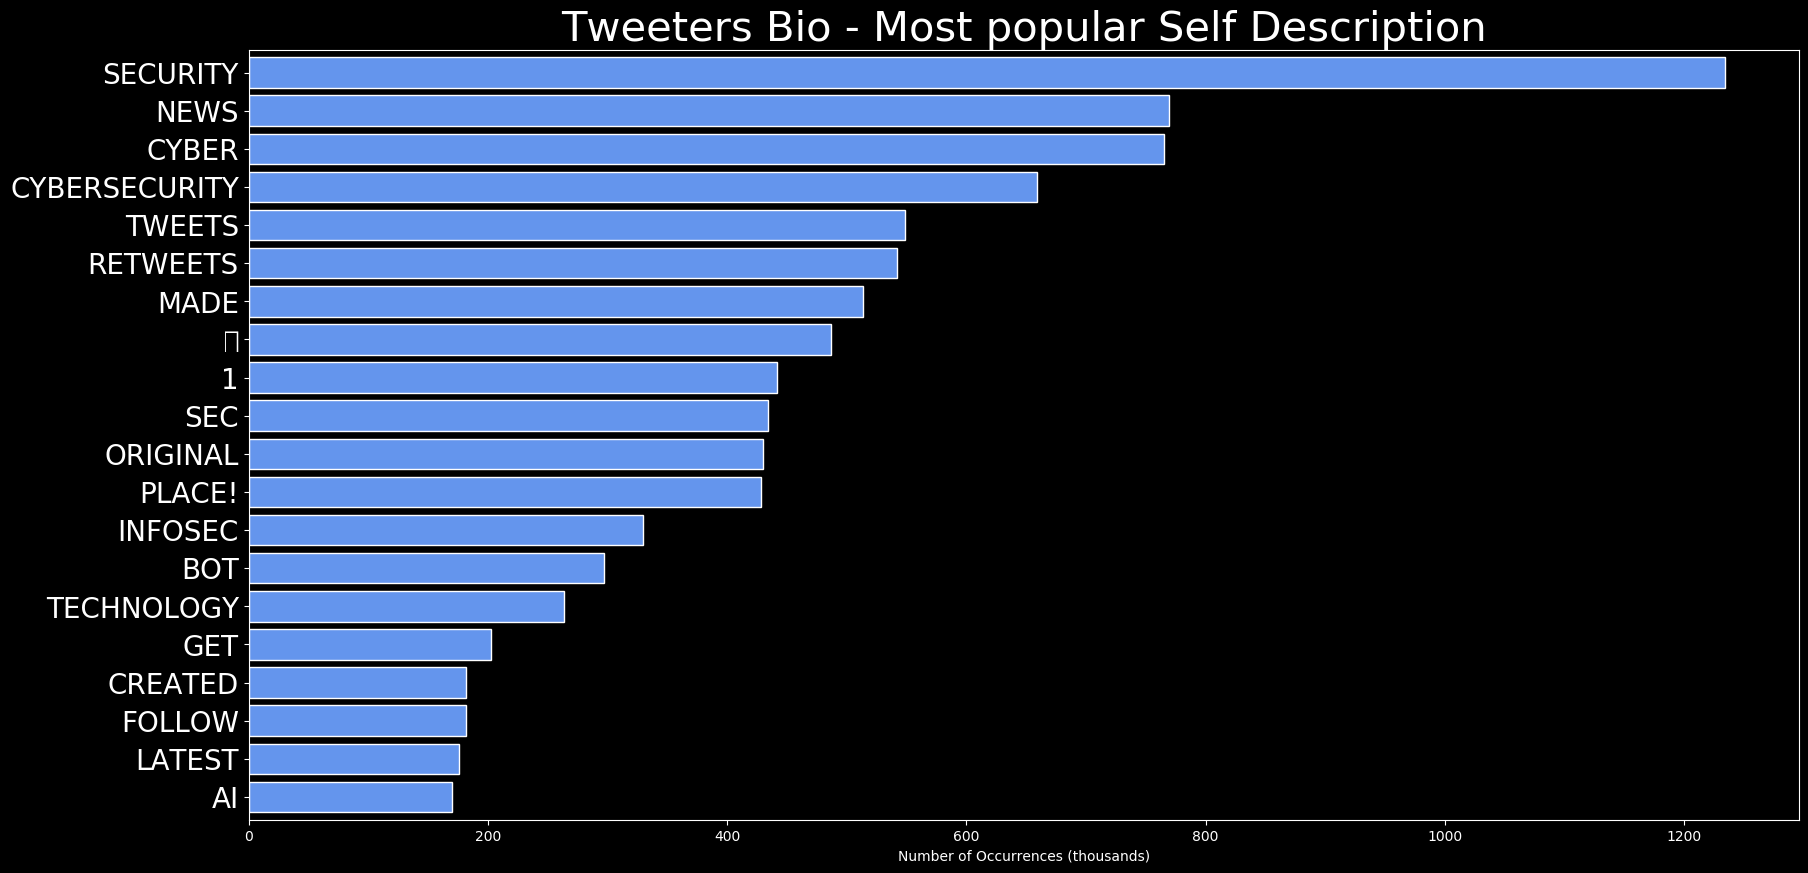 Tweeters Bio - Most popular Self Description
SECURITY
NEWS
CYBER
CYBERSECURITY
TWEETS
RETWEETS
MADE
1
SEC
ORIGINAL
PLACE!
INFOSEC
BOT
TECHNOLOGY
GET
CREATED
FOLLOW
LATEST
AI
0 200 400 600 800 1000 1200
Number of Occurrences (thousands)